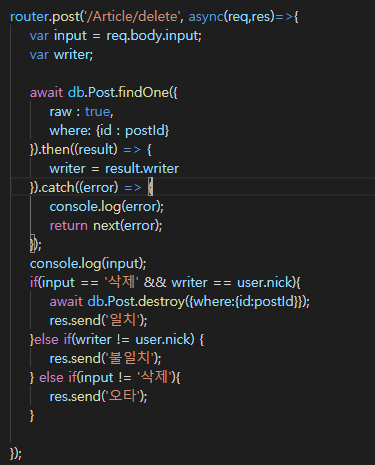 router.post('/Article/delete', async(req,res)=>{
var input = req.body.input;
var writer;
await db.Post.findOne({
raw : true,
where: {id : postId}
}).then((result) => {
writer = result.writer
}).catch((error) => {
console.log(error);
return next(error);
});
console.log(input);
if(input == '삭제' && writer == user.nick){
await db.Post.destroy({where:{id:postId}});
res.send('일치');
}else if(writer != user.nick) {
res.send('불일치');
} else if(input != '삭제'){
res.send('오타');
}
});